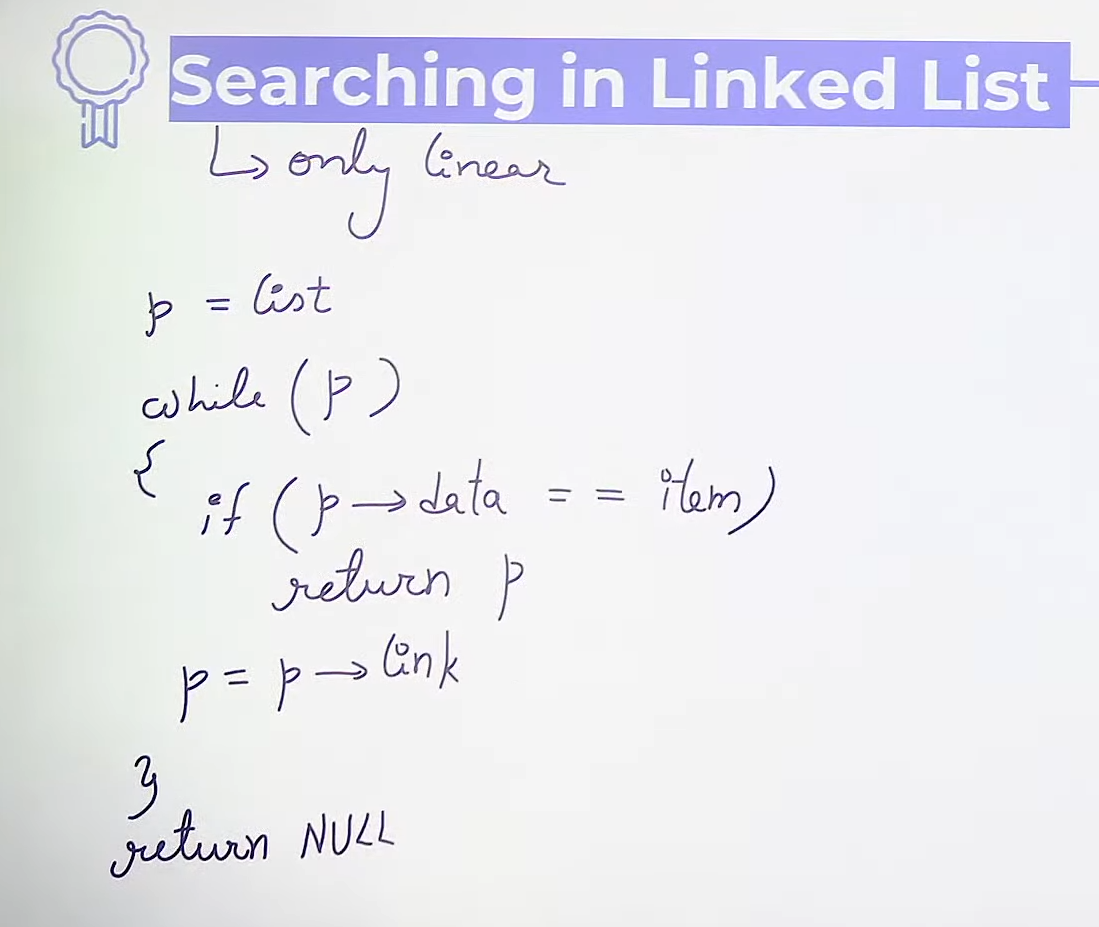 Searching in Linked List
↳ only linear
p = list
while (p)
{
if (p → data = = item)
return p
p = p → link
}
return NULL